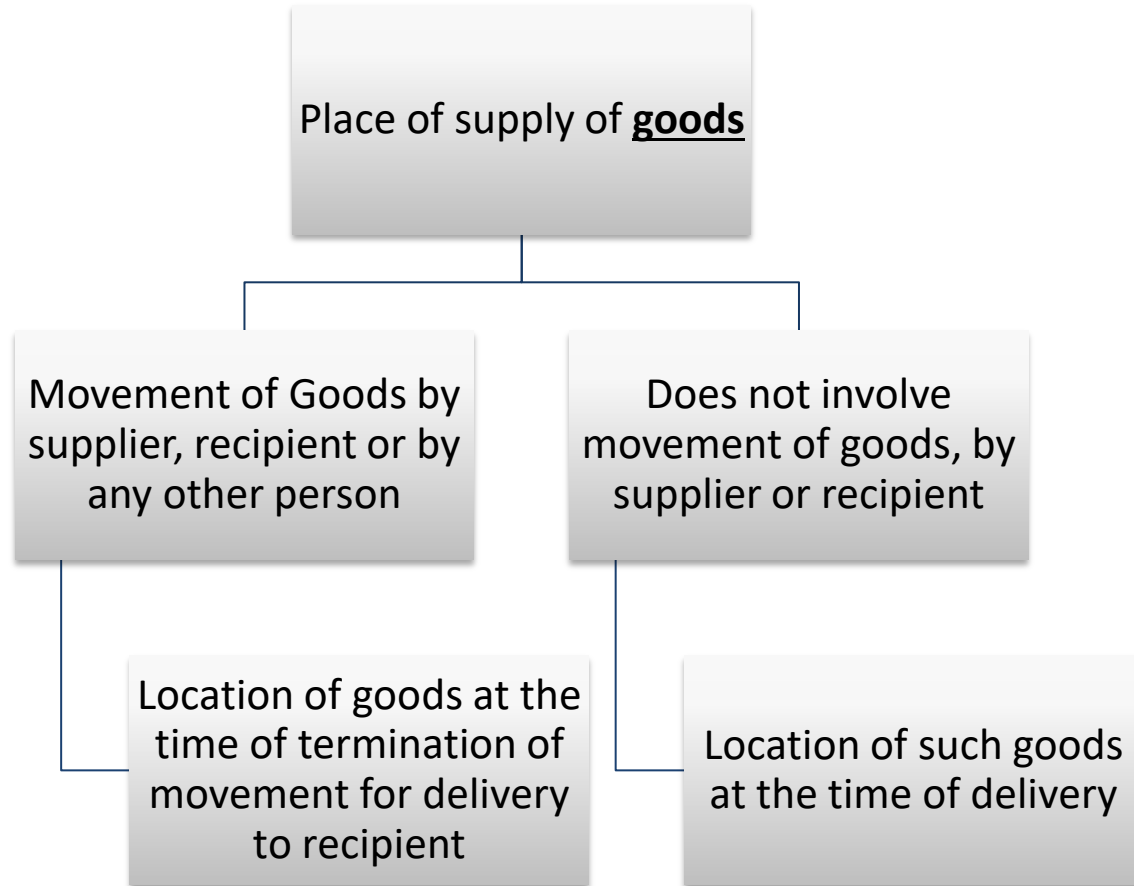 Place of supply of goods
Movement of Goods by
supplier, recipient or by
any other person
Does not involve
movement of goods, by
supplier or recipient
Location of goods at the
time of termination of
movement for delivery
to recipient
Location of such goods
at the time of delivery